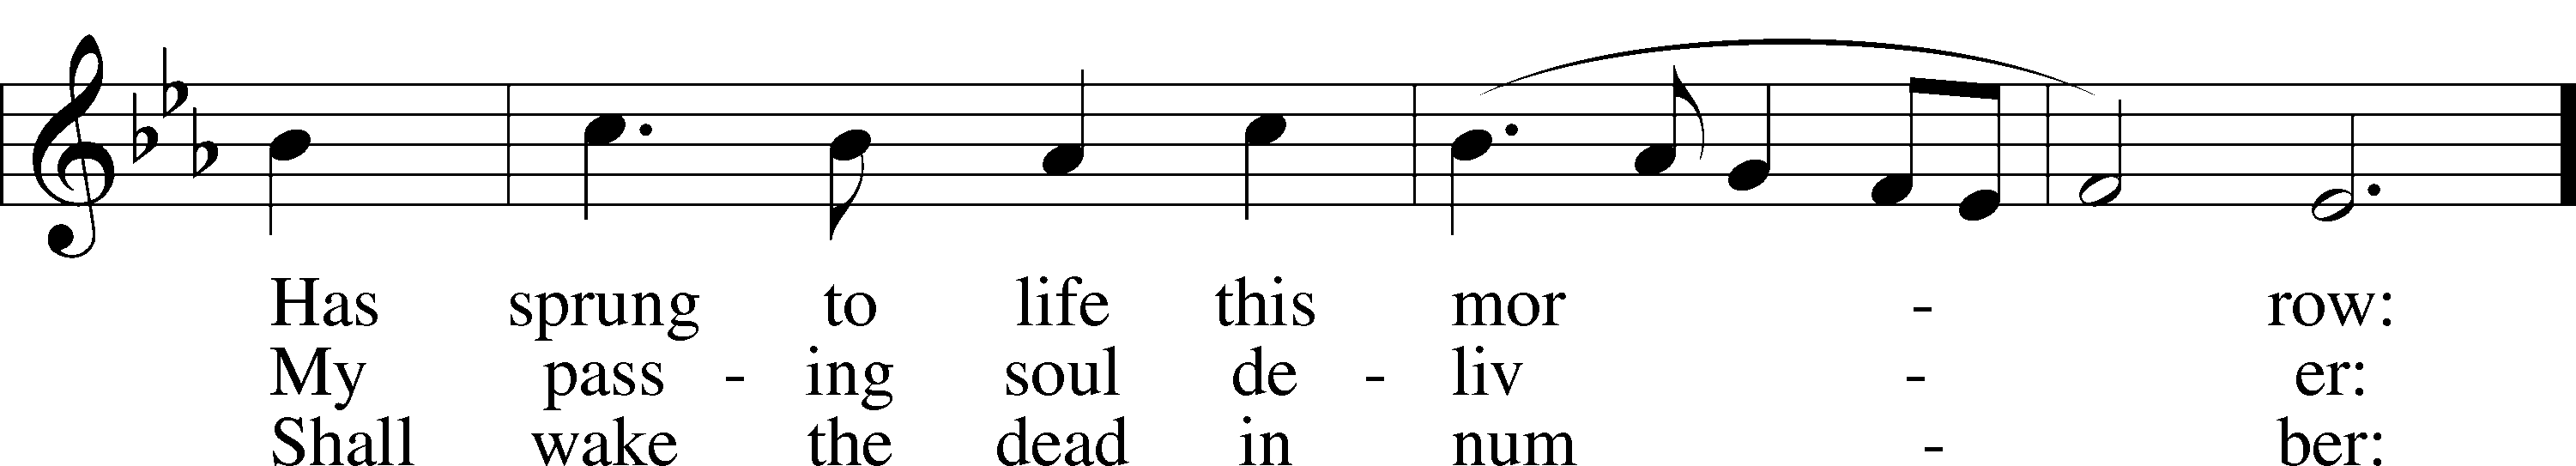 Has sprung to life this mor - row:
My pass - ing soul de - liv - er:
Shall wake the dead in num - ber: